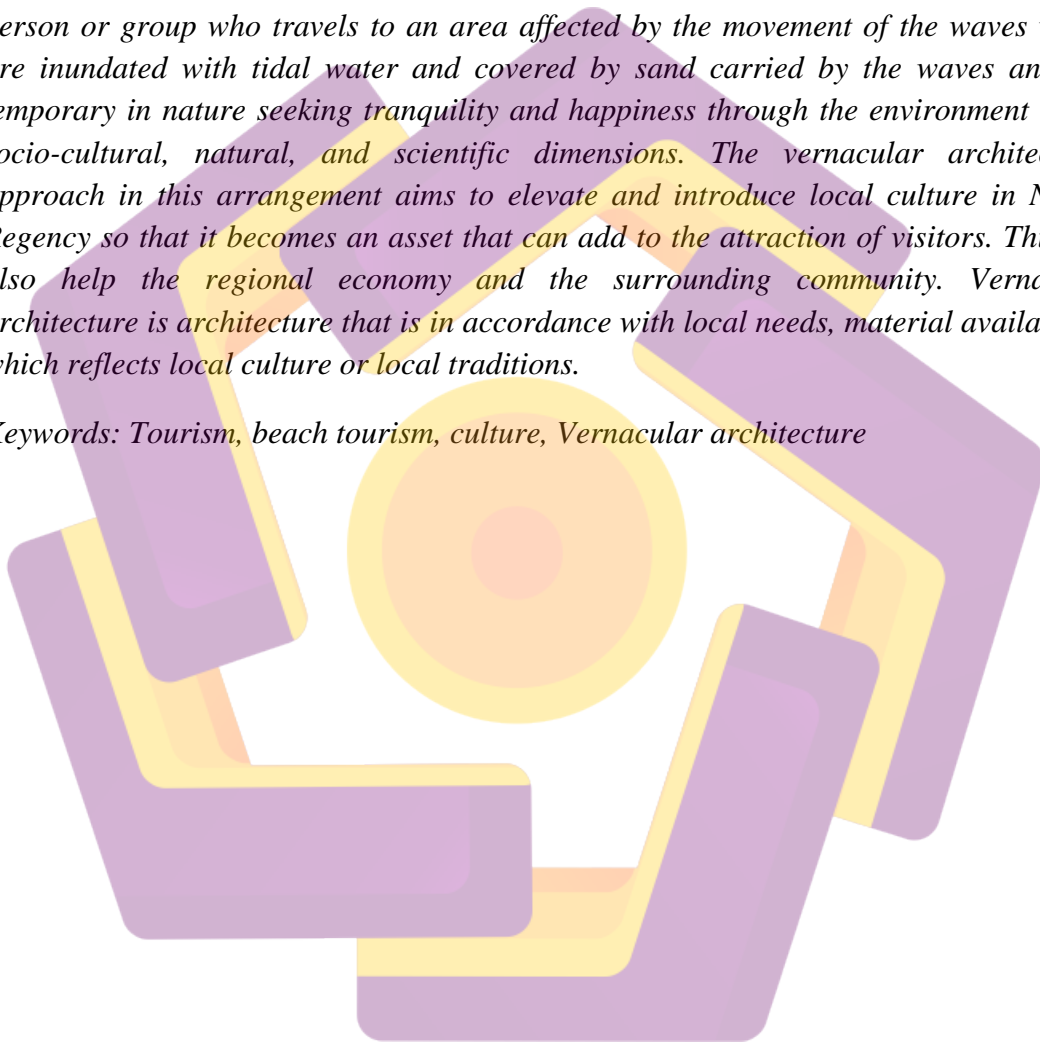 erson or group who travels to an area affected by the movement of the waves
re inundated with tidal water and covered by sand carried by the waves an
emporary in nature seeking tranquility and happiness through the environment
ocio-cultural, natural, and scientific dimensions. The vernacular archite
pproach in this arrangement aims to elevate and introduce local culture in N
Regency so that it becomes an asset that can add to the attraction of visitors. Thi
lso help the regional economy and the surrounding community. Verna
rchitecture is architecture that is in accordance with local needs, material availa
which reflects local culture or local traditions.
Keywords: Tourism, beach tourism, culture, Vernacular architecture